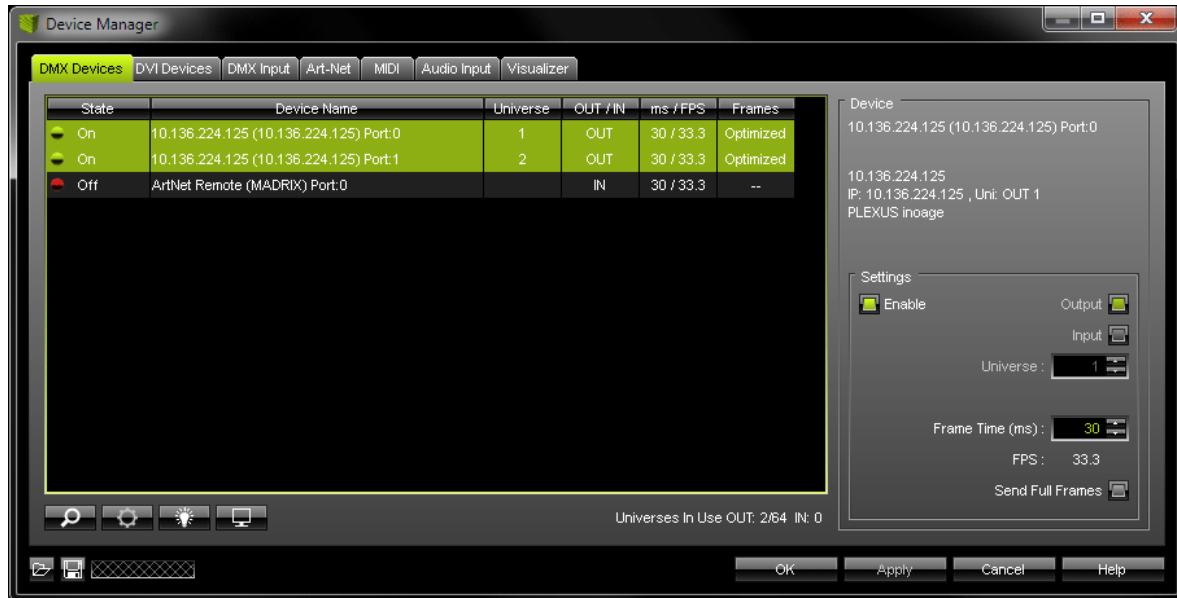 Device Manager
DMX Devices DVI Devices DMX Input Art-Net MIDI Audio Input Visualizer
State Device Name Universe OUT / IN ms / FPS Frames
On 10.136.224.125 (10.136.224.125) Port:0 1 OUT 30 / 33.3 Optimized
On 10.136.224.125 (10.136.224.125) Port:1 2 OUT 30 / 33.3 Optimized
Off ArtNet Remote (MADRIX) Port:0 IN 30 / 33.3 --
Universes In Use OUT: 2/64 IN: 0
Device
10.136.224.125 (10.136.224.125) Port:0
10.136.224.125
IP: 10.136.224.125 , Uni: OUT 1
PLEXUS inoage
Settings
Enable Output
Input
Universe : 1
Frame Time (ms) : 30
FPS : 33.3
Send Full Frames
OK Apply Cancel Help